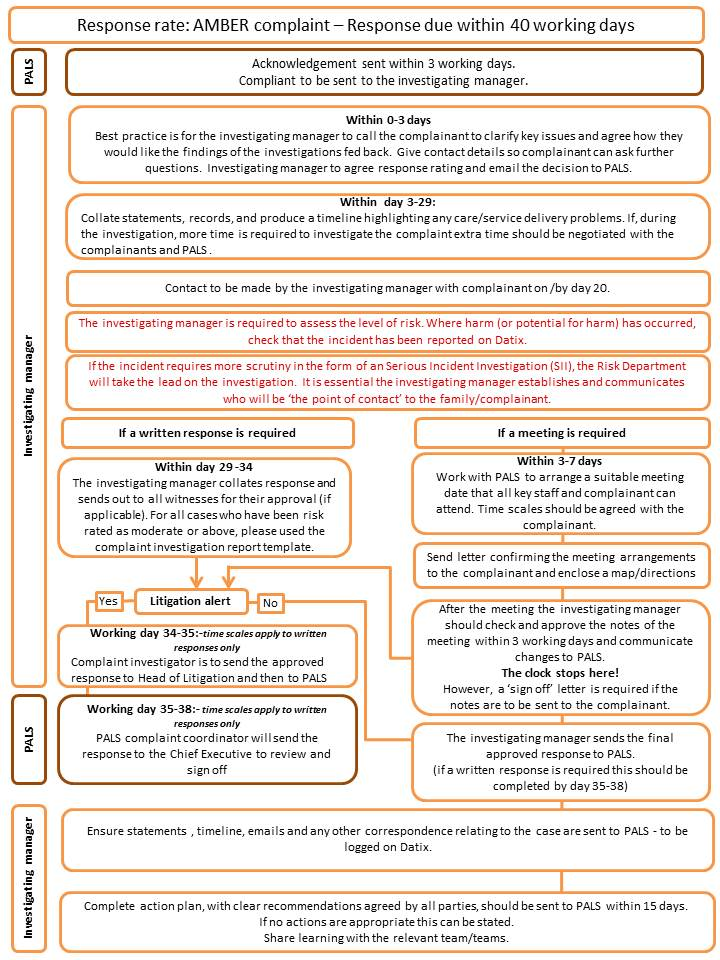 Response rate: AMBER complaint – Response due within 40 working days
PALS
Acknowledgement sent within 3 working days.
Compliant to be sent to the investigating manager.
Investigating manager
Within 0-3 days
Best practice is for the investigating manager to call the complainant to clarify key issues and agree how they
would like the findings of the investigations fed back. Give contact details so complainant can ask further
questions. Investigating manager to agree response rating and email the decision to PALS.
Within day 3-29:
Collate statements, records, and produce a timeline highlighting any care/service delivery problems. If, during
the investigation, more time is required to investigate the complaint extra time should be negotiated with the
complainants and PALS .
Contact to be made by the investigating manager with complainant on /by day 20.
The investigating manager is required to assess the level of risk. Where harm (or potential for harm) has occurred,
check that the incident has been reported on Datix.
If the incident requires more scrutiny in the form of an Serious Incident Investigation (SII), the Risk Department
will take the lead on the investigation. It is essential the investigating manager establishes and communicates
who will be ‘the point of contact’ to the family/complainant.
If a written response is required
Within day 29-34
The investigating manager collates response and
sends out to all witnesses for their approval (if
applicable). For all cases who have been risk
rated as moderate or above, please used the
complaint investigation report template.
Yes
Litigation alert
No
Working day 34-35:-time scales apply to written
responses only
Complaint investigator is to send the approved
response to Head of Litigation and then to PALS
PALS
Working day 35-38:- time scales apply to written
responses only
PALS complaint coordinator will send the
response to the Chief Executive to review and
sign off
If a meeting is required
Within 3-7 days
Work with PALS to arrange a suitable meeting
date that all key staff and complainant can
attend. Time scales should be agreed with the
complainant.
Send letter confirming the meeting arrangements
to the complainant and enclose a map/directions
After the meeting the investigating manager
should check and approve the notes of the
meeting within 3 working days and communicate
changes to PALS.
The clock stops here!
However, a ‘sign off’ letter is required if the
notes are to be sent to the complainant.
The investigating manager sends the final
approved response to PALS.
(if a written response is required this should be
completed by day 35-38)
Investigating manager
Ensure statements , timeline, emails and any other correspondence relating to the case are sent to PALS - to be
logged on Datix.
Complete action plan, with clear recommendations agreed by all parties, should be sent to PALS within 15 days.
If no actions are appropriate this can be stated.
Share learning with the relevant team/teams.